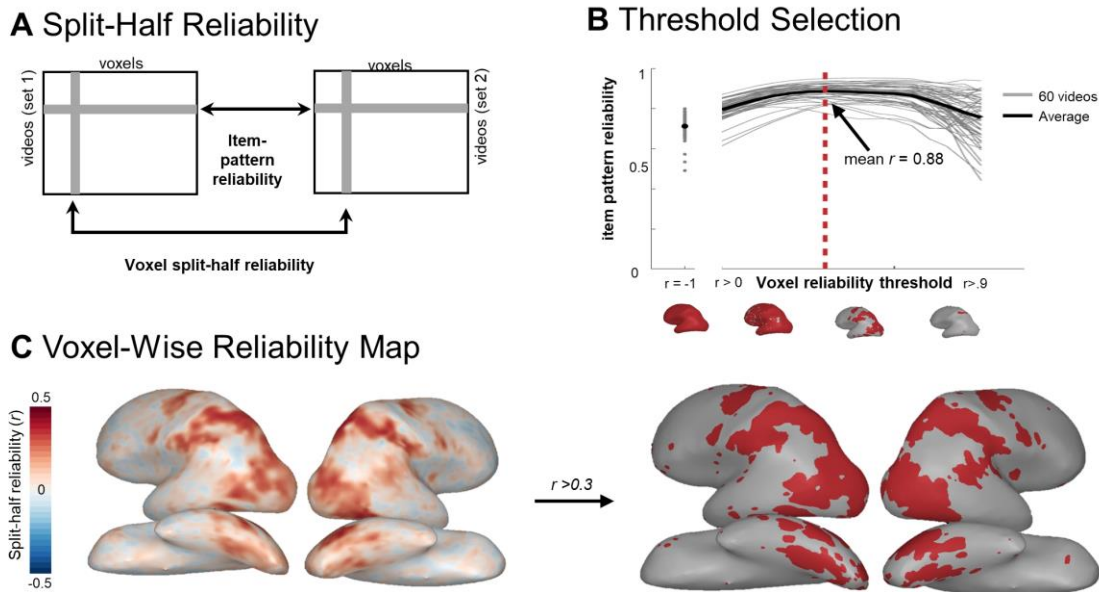 A Split-Half Reliability
voxels
voxels
videos (set 1)
videos (set 2)
Item-
pattern
reliability
Voxel split-half reliability
B Threshold Selection
item pattern reliability
1
0.5
0
60 videos
Average
mean r = 0.88
r = -1
r > 0
Voxel reliability threshold
r>.9
C Voxel-Wise Reliability Map
Split-half reliability (r)
0.5
0
-0.5
r >0.3